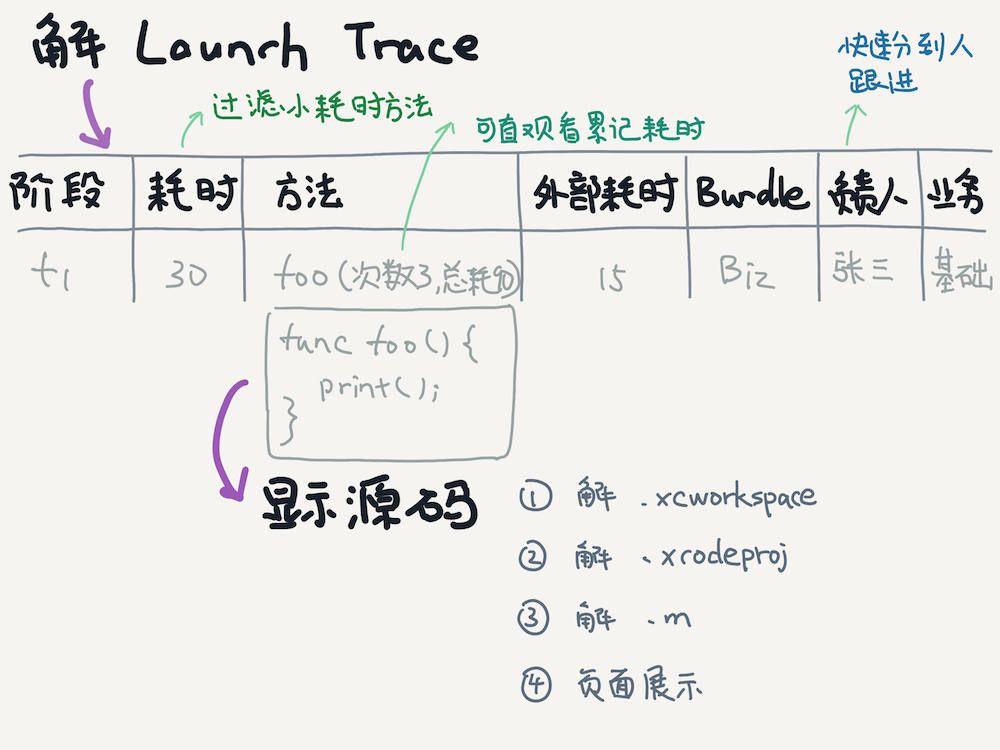 解 Launch Trace
快速分到人
跟进
过滤小耗时方法
可直观看累记耗时
阶段 耗时 方法 外部耗时 Bundle 负责人 业务
t1 30 foo(次数3,总耗90) 15 Biz 张三 基础
func foo() {
print();
}
显示源码
① 解 .xcworkspace
② 解 .xcodeproj
③ 解 .m
④ 页面展示